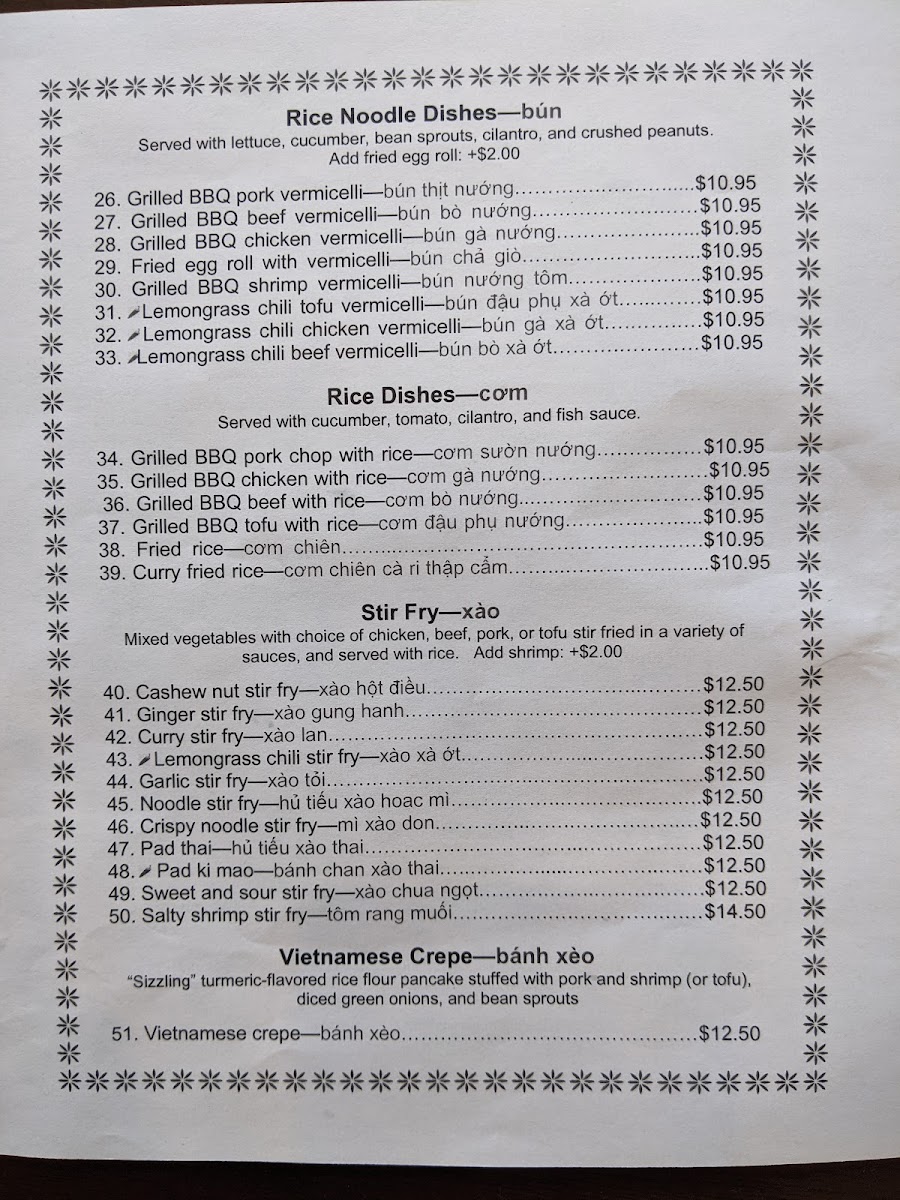 Rice Noodle Dishes—bún
Served with lettuce, cucumber, bean sprouts, cilantro, and crushed peanuts.
Add fried egg roll: +$2.00
26. Grilled BBQ pork vermicelli—bún thịt nướng..............................$10.95
27. Grilled BBQ beef vermicelli—bún bò nướng............................$10.95
28. Grilled BBQ chicken vermicelli—bún gà nướng........................$10.95
29. Fried egg roll with vermicelli—bún chả giò..............................$10.95
30. Grilled BBQ shrimp vermicelli—bún nướng tôm......................$10.95
31. Lemongrass chili tofu vermicelli—bún đậu phụ xà ớt..............$10.95
32. Lemongrass chili chicken vermicelli—bún gà xà ớt................$10.95
33. Lemongrass chili beef vermicelli—bún bò xà ớt.........................$10.95
Rice Dishes—cơm
Served with cucumber, tomato, cilantro, and fish sauce.
34. Grilled BBQ pork chop with rice—cơm sườn nướng..................$10.95
35. Grilled BBQ chicken with rice—cơm gà nướng............................$10.95
36. Grilled BBQ beef with rice—cơm bò nướng...............................$10.95
37. Grilled BBQ tofu with rice—cơm đậu phụ nướng.......................$10.95
38. Fried rice—cơm chiên.............................................................$10.95
39. Curry fried rice—cơm chiên cà ri thập cẩm..................................$10.95
Stir Fry—xào
Mixed vegetables with choice of chicken, beef, pork, or tofu stir fried in a variety of
sauces, and served with rice. Add shrimp: +$2.00
40. Cashew nut stir fry—xào hột điều..............................................$12.50
41. Ginger stir fry—xào gung hanh..................................................$12.50
42. Curry stir fry—xào lan...............................................................$12.50
43. Lemongrass chili stir fry—xào xà ớt.........................................$12.50
44. Garlic stir fry—xào tỏi...............................................................$12.50
45. Noodle stir fry—hủ tiếu xào hoac mì..........................................$12.50
46. Crispy noodle stir fry—mì xào don.............................................$12.50
47. Pad thai—hủ tiếu xào thai.........................................................$12.50
48. Pad ki mao—bánh chan xào thai..............................................$12.50
49. Sweet and sour stir fry—xào chua ngọt......................................$12.50
50. Salty shrimp stir fry—tôm rang muối..........................................$14.50
Vietnamese Crepe—bánh xèo
“Sizzling” turmeric-flavored rice flour pancake stuffed with pork and shrimp (or tofu),
diced green onions, and bean sprouts
51. Vietnamese crepe—bánh xèo..................................................$12.50